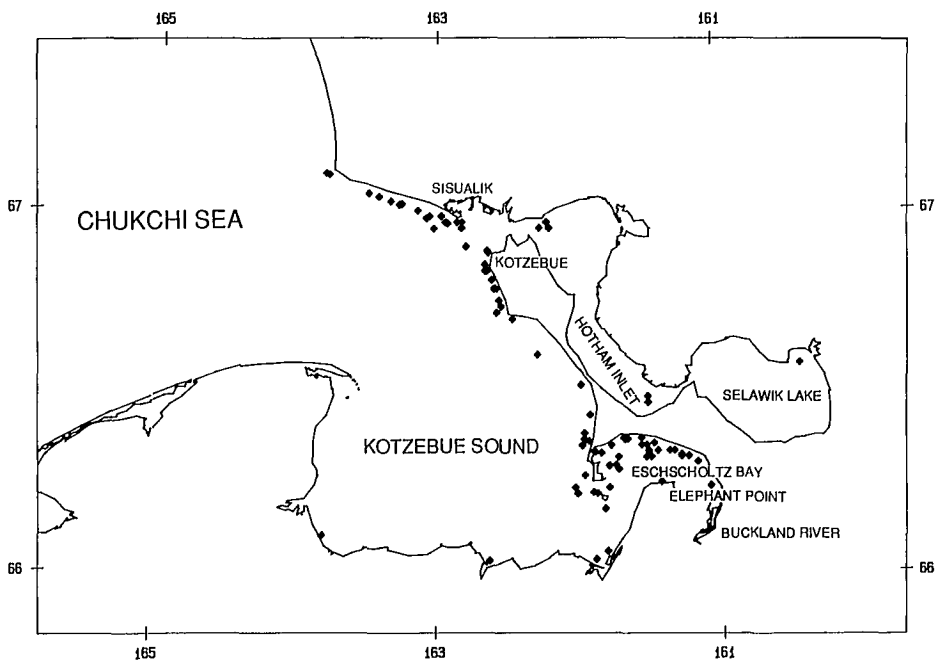 165 163 161
67 67
SISUALIK
CHUKCHI SEA
KOTZEBUE
HOTHAM INLET
SELAWIK LAKE
KOTZEBUE SOUND
ESCHSCHOLTZ BAY
ELEPHANT POINT
BUCKLAND RIVER
66 66
165 163 161